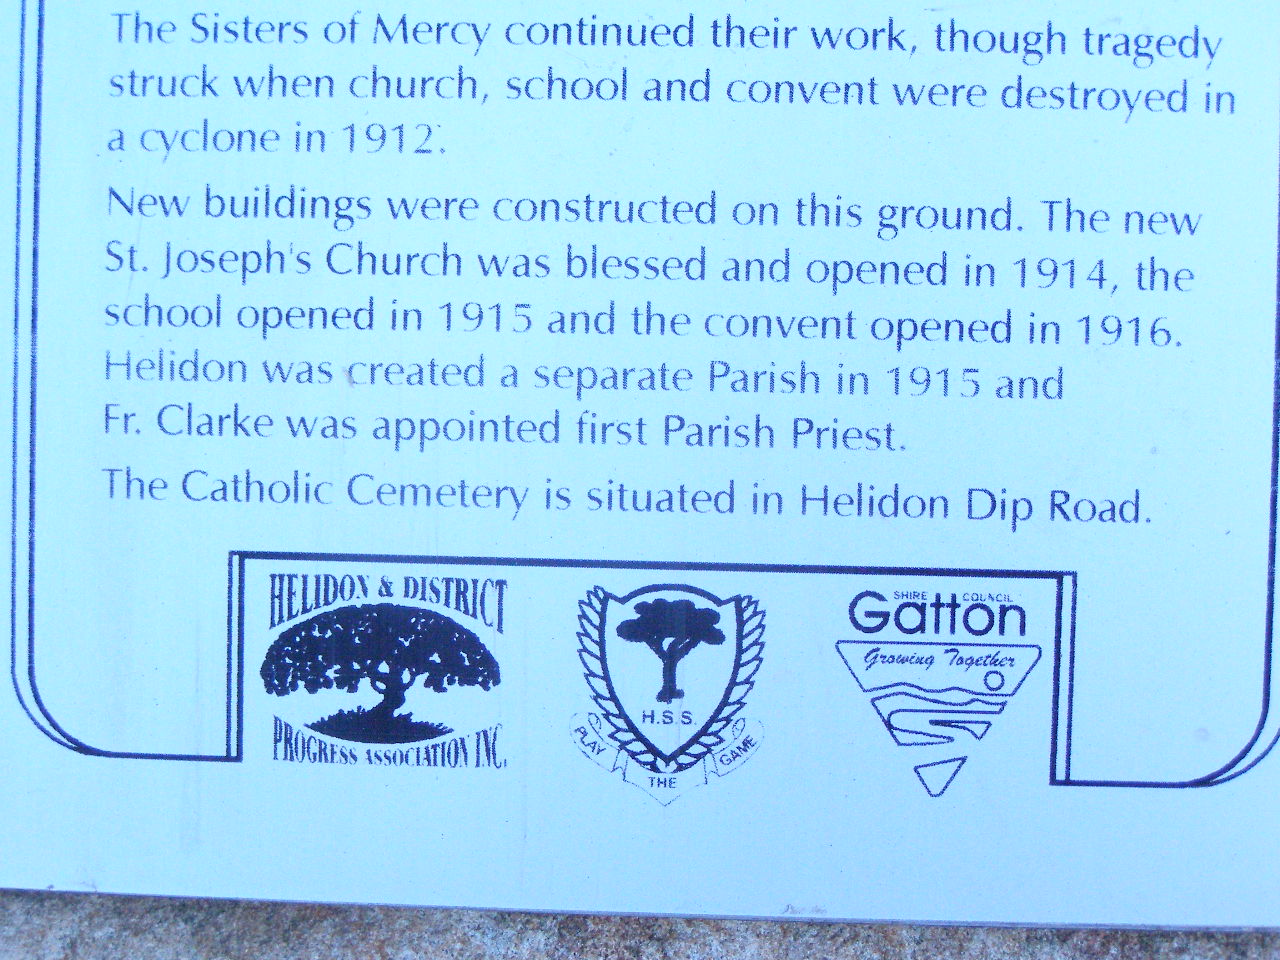 The Sisters of Mercy continued their work, though tragedy
struck when church, school and convent were destroyed in
a cyclone in 1912.
New buildings were constructed on this ground. The new
St. Joseph's Church was blessed and opened in 1914, the
school opened in 1915 and the convent opened in 1916.
Helidon was created a separate Parish in 1915 and
Fr. Clarke was appointed first Parish Priest.
The Catholic Cemetery is situated in Helidon Dip Road.
HELIDON & DISTRICT
PROGRESS ASSOCIATION INC.
H.S.S.
PLAY THE GAME
SHIRE COUNCIL
Gatton
Growing Together